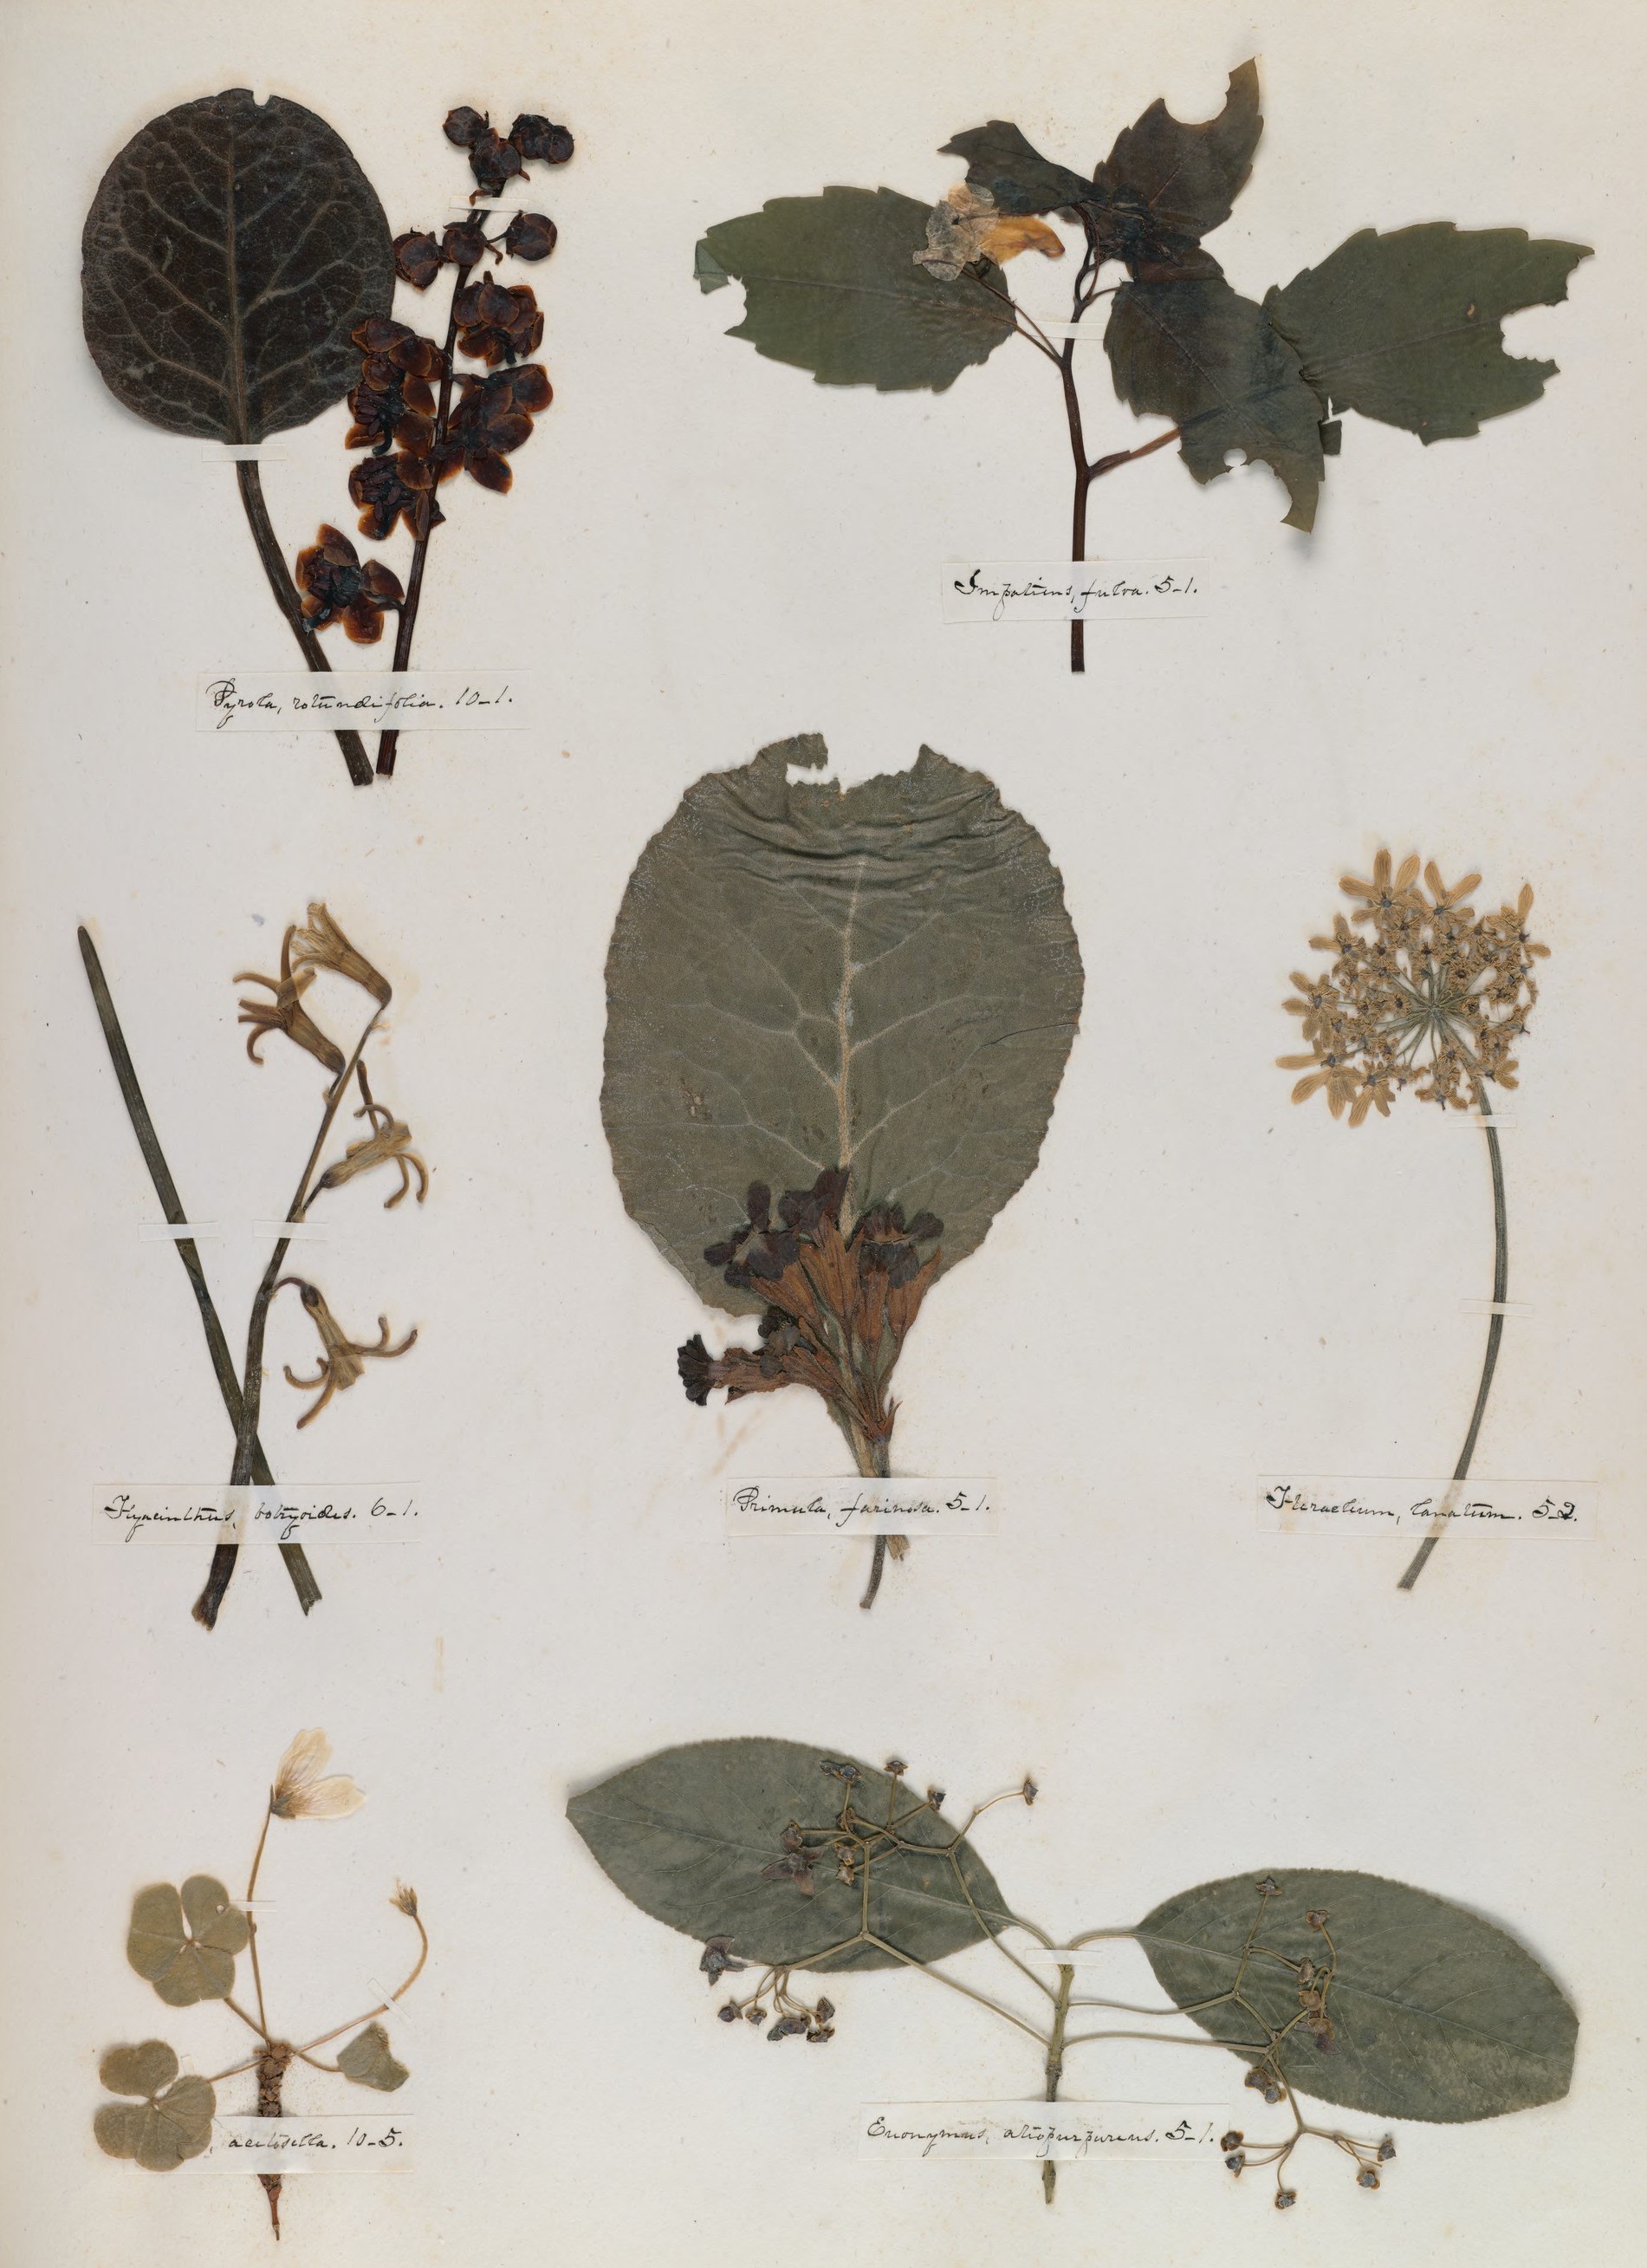 Impatiens, fulva. 5-1.
Pyrola, rotundifolia. 10-1.
Hyacinthus, botryoides. 6-1.
Primula, farinosa. 5-1.
Heracleum, lanatum. 5-2.
, acetosella. 10-5.
Euonymus, atropurpureus. 5-1.